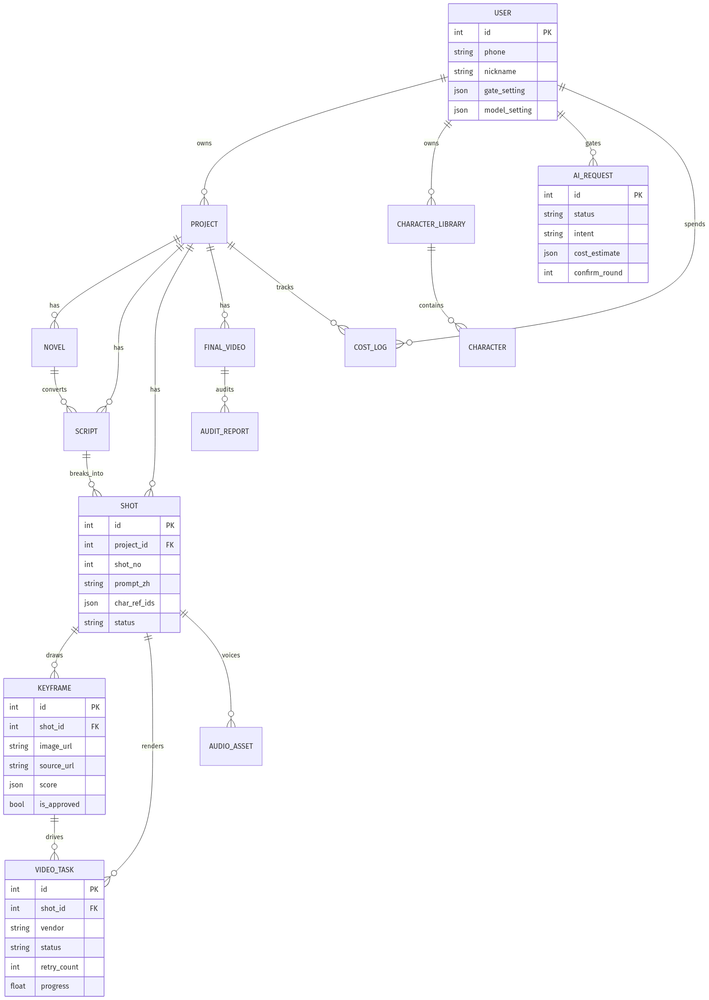 USER
int id PK
string phone
string nickname
json gate_setting
json model_setting
owns
owns
gates
AI_REQUEST
int id PK
string status
string intent
json cost_estimate
int confirm_round
spends
PROJECT
CHARACTER_LIBRARY
tracks
has
has
contains
NOVEL
has
FINAL_VIDEO
COST_LOG
CHARACTER
converts
has
audits
SCRIPT
AUDIT_REPORT
breaks_into
SHOT
int id PK
int project_id FK
int shot_no
string prompt_zh
json char_ref_ids
string status
draws
voices
KEYFRAME
int id PK
int shot_id FK
string image_url
string source_url
json score
bool is_approved
renders
AUDIO_ASSET
drives
VIDEO_TASK
int id PK
int shot_id FK
string vendor
string status
int retry_count
float progress